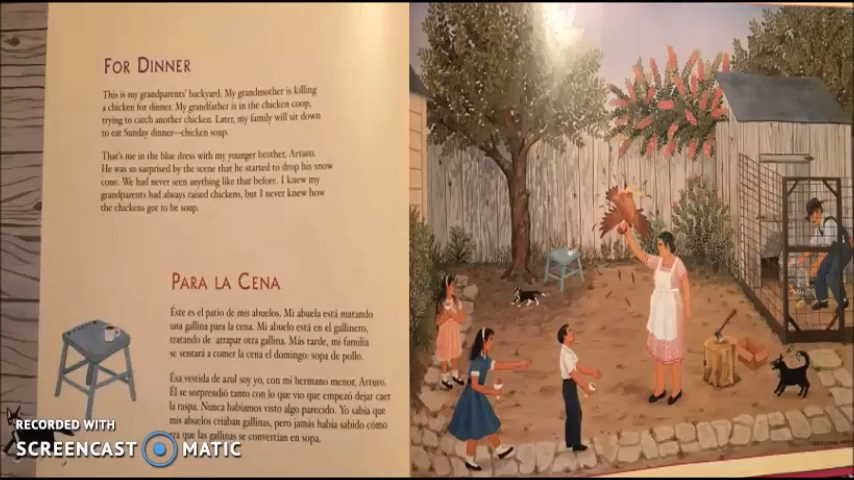 FOR DINNER
This is my grandparents' backyard. My grandmother is killing
a chicken for dinner. My grandfather is in the chicken coop,
trying to catch another chicken. Later, my family will sit down
to eat Sunday dinner—chicken soup.
That's me in the blue dress with my younger brother, Arturo.
He was so surprised by the scene that he started to drop his snow
cone. We had never seen anything like that before. I knew my
grandparents had always raised chickens, but I never knew how
the chickens got to be soup.
PARA LA CENA
Éste es el patio de mis abuelos. Mi abuela está matando
una gallina para la cena. Mi abuelo está en el gallinero,
tratando de atrapar otra gallina. Más tarde, mi familia
se sentará a comer la cena el domingo: sopa de pollo.
Ésa vestida de azul soy yo, con mi hermano menor, Arturo.
Él se sorprendió tanto con lo que vio que empezó dejar caer
la raspa. Nunca habíamos visto algo parecido. Yo sabía que
mis abuelos criaban gallinas, pero jamás había sabido cómo
era que las gallinas se convertían en sopa.
RECORDED WITH
SCREENCAST MATIC